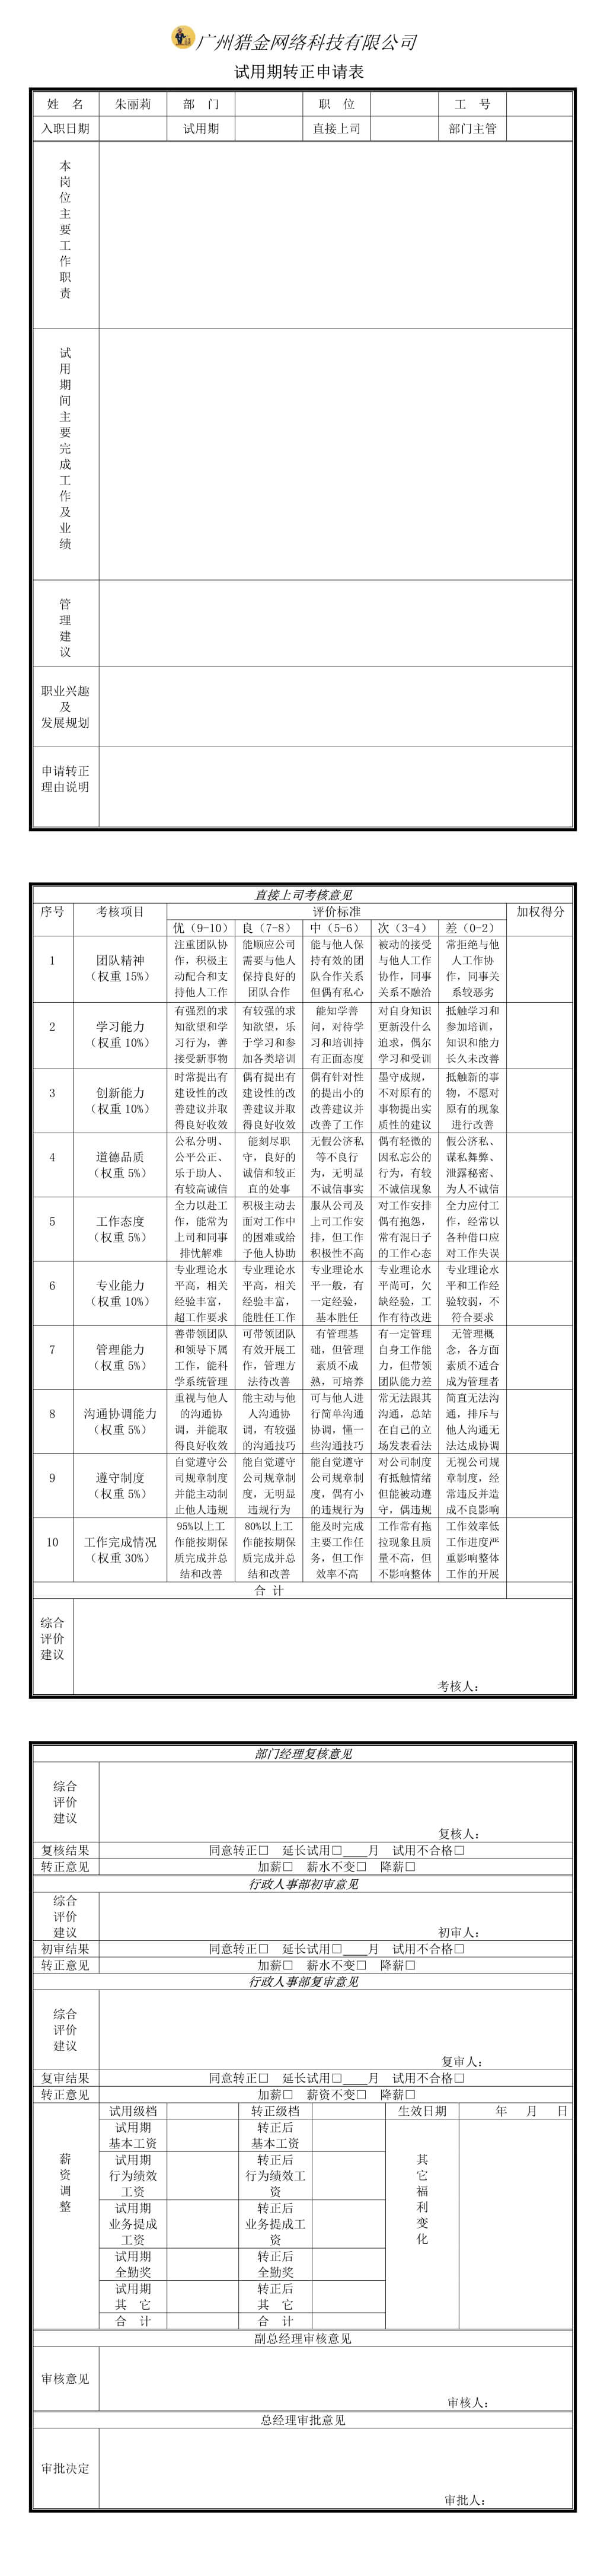 广州猎金网络科技有限公司
试用期转正申请表
姓 名 朱丽莉 部 门 职 位 工 号
入职日期 试用期 直接上司 部门主管
本
岗
位
主
要
工
作
职
责
试
用
期
间
主
要
完
成
工
作
及
业
绩
管
理
建
议
职业兴趣
及
发展规划
申请转正
理由说明
直接上司考核意见
序号 考核项目 评价标准 加权得分
优（9-10） 良（7-8） 中（5-6） 次（3-4） 差（0-2）
1
团队精神
（权重 15%）
注重团队协
作，积极主
动配合和支
持他人工作
能顺应公司
需要与他人
保持良好的
团队合作
能与他人保
持有效的团
队合作关系
但偶有私心
被动的接受
与他人工作
协作，同事
关系不融洽
常拒绝与他
人工作协
作，同事关
系较恶劣
2
学习能力
（权重 10%）
有强烈的求
知欲望和学
习行为，善
接受新事物
有较强的求
知欲望，乐
于学习和参
加各类培训
能知学善
问，对待学
习和培训持
有正面态度
对自身知识
更新没什么
追求，偶尔
学习和受训
抵触学习和
参加培训，
知识和能力
长久未改善
3
创新能力
（权重 10%）
时常提出有
建设性的改
善建议并取
得良好收效
偶有提出有
建设性的改
善建议并取
得良好收效
偶有针对性
的提出小的
改善建议并
改善了工作
墨守成规，
不对原有的
事物提出实
质性的建议
抵触新的事
物，不愿对
原有的现象
进行改善
4
道德品质
（权重 5%）
公私分明、
公平公正、
乐于助人、
有较高诚信
能刻尽职
守，良好的
诚信和较正
直的处事
无假公济私
等不良行
为，无明显
不诚信事实
偶有轻微的
因私忘公的
行为，有较
不诚信现象
假公济私、
谋私舞弊、
泄露秘密、
为人不诚信
5
工作态度
（权重 5%）
全力以赴工
作，能常为
上司和同事
排忧解难
积极主动去
面对工作中
的困难或给
予他人协助
服从公司及
上司工作安
排，但工作
积极性不高
对工作安排
偶有抱怨，
常有混日子
的工作心态
全力应付工
作，经常以
各种借口应
对工作失误
6
专业能力
（权重 10%）
专业理论水
平高，相关
经验丰富，
超工作要求
专业理论水
平高，相关
经验丰富，
能胜任工作
专业理论水
平一般，有
一定经验，
基本胜任
专业理论水
平尚可，欠
缺经验，工
作有待改进
专业理论水
平和工作经
验较弱，不
符合要求
7
管理能力
（权重 5%）
善带领团队
和领导下属
工作，能科
学系统管理
可带领团队
有效开展工
作，管理方
法待改善
有管理基
础，但管理
素质不成
熟，可培养
有一定管理
自身工作能
力，但带领
团队能力差
无管理概
念，各方面
素质不适合
成为管理者
8
沟通协调能力
（权重 5%）
重视与他人
的沟通协
调，并能取
得良好收效
能主动与他
人沟通协
调，有较强
的沟通技巧
可与他人进
行简单沟通
协调，懂一
些沟通技巧
常无法跟其
沟通，总站
在自己的立
场发表看法
简直无法沟
通，排斥与
他人沟通无
法达成协调
9
遵守制度
（权重 5%）
自觉遵守公
司规章制度
并能主动制
止他人违规
能自觉遵守
公司规章制
度，无明显
违规行为
能自觉遵守
公司规章制
度，偶有小
的违规行为
对公司制度
有抵触情绪
但能被动遵
守，偶违规
无视公司规
章制度，经
常违反并造
成不良影响
10
工作完成情况
（权重 30%）
95%以上工
作能按期保
质完成并总
结和改善
80%以上工
作能按期保
质完成并总
结和改善
能及时完成
主要工作任
务，但工作
效率不高
工作常有拖
拉现象且质
量不高，但
不影响整体
工作效率低
工作进度严
重影响整体
工作的开展
合 计
综合
评价
建议
考核人：
部门经理复核意见
综合
评价
建议
复核人：
复核结果 同意转正□ 延长试用□____月 试用不合格□
转正意见 加薪□ 薪水不变□ 降薪□
行政人事部初审意见
综合
评价
建议
初审人：
初审结果 同意转正□ 延长试用□____月 试用不合格□
转正意见 加薪□ 薪水不变□ 降薪□
行政人事部复审意见
综合
评价
建议
复审人：
复审结果 同意转正□ 延长试用□____月 试用不合格□
转正意见 加薪□ 薪资不变□ 降薪□
薪
资
调
整
试用级档 转正级档 生效日期 年 月 日
试用期
基本工资
转正后
基本工资
试用期
行为绩效
工资
转正后
行为绩效工
资
试用期
业务提成
工资
转正后
业务提成工
资
试用期
全勤奖
转正后
全勤奖
试用期
其 它
转正后
其 它
合 计 合 计
其
它
福
利
变
化
副总经理审核意见
审核意见
审核人：
总经理审批意见
审批决定
审批人：